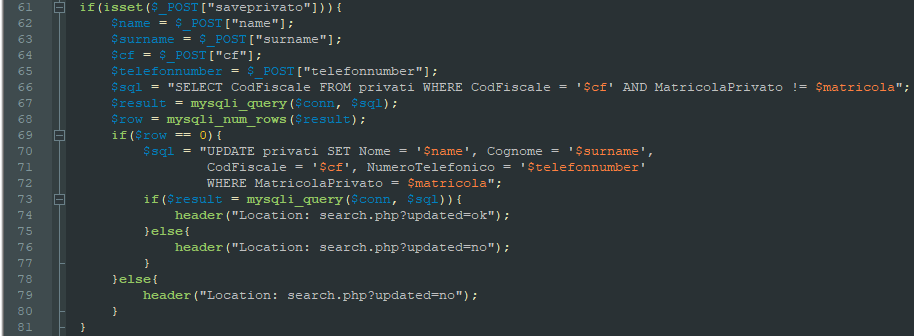 61 if(isset($_POST["saveprivato"])){
62 $name = $_POST["name"];
63 $surname = $_POST["surname"];
64 $cf = $_POST["cf"];
65 $telefonnumber = $_POST["telefonnumber"];
66 $sql = "SELECT CodFiscale FROM privati WHERE CodFiscale = '$cf' AND MatricolaPrivato != $matricola";
67 $result = mysqli_query($conn, $sql);
68 $row = mysqli_num_rows($result);
69 if($row == 0){
70 $sql = "UPDATE privati SET Nome = '$name', Cognome = '$surname',
71 CodFiscale = '$cf', NumeroTelefonico = '$telefonnumber'
72 WHERE MatricolaPrivato = $matricola";
73 if($result = mysqli_query($conn, $sql)){
74 header("Location: search.php?updated=ok");
75 }else{
76 header("Location: search.php?updated=no");
77 }
78 }else{
79 header("Location: search.php?updated=no");
80 }
81 }